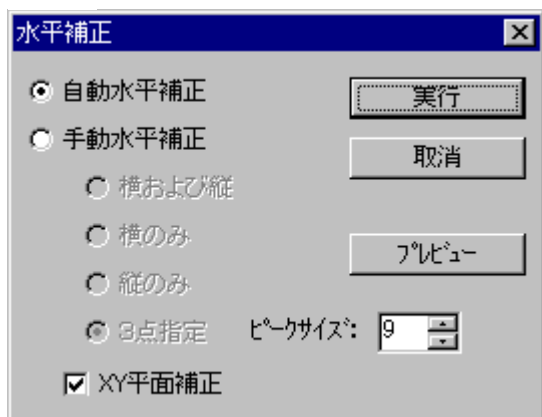 水平補正
自動水平補正
実行
手動水平補正
取消
横および縦
横のみ
ﾌﾟﾚﾋﾞｭｰ
縦のみ
3点指定
ﾋﾟｰｸｻｲｽﾞ: 9
XY平面補正